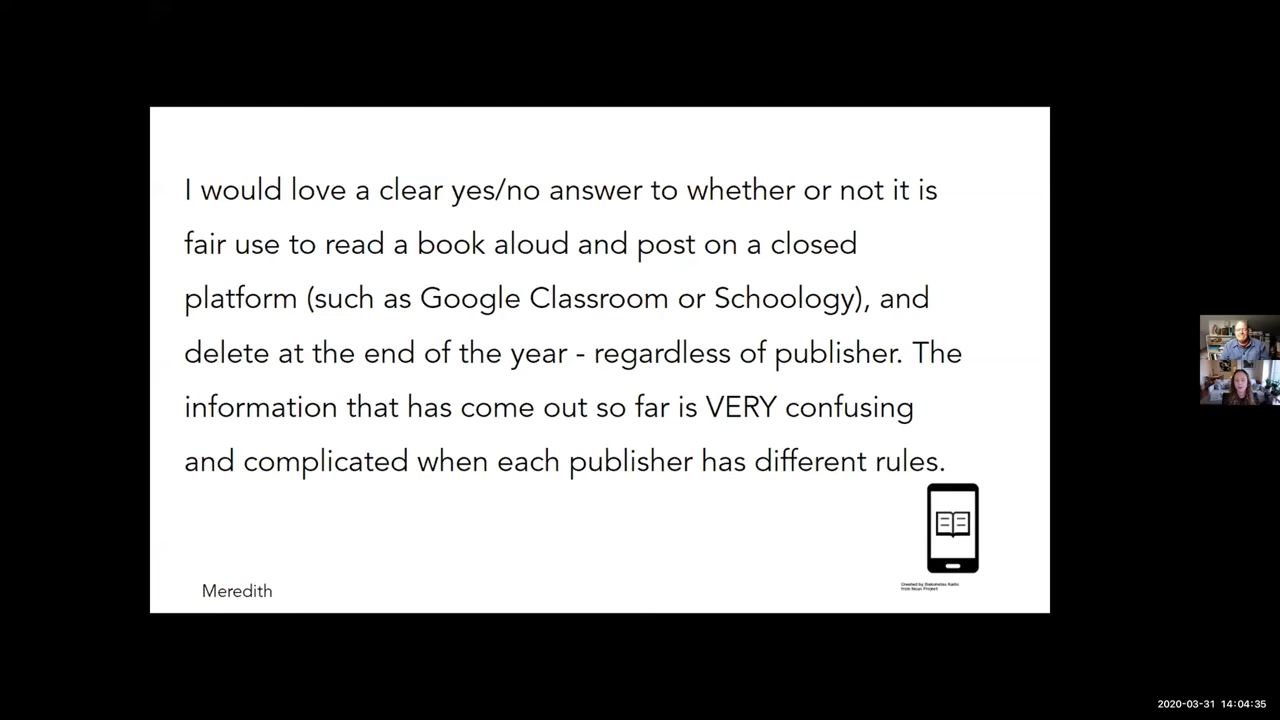 I would love a clear yes/no answer to whether or not it is
fair use to read a book aloud and post on a closed
platform (such as Google Classroom or Schoology), and
delete at the end of the year - regardless of publisher. The
information that has come out so far is VERY confusing
and complicated when each publisher has different rules.
from Noun Project
Meredith
2020-03-31 14:04:35